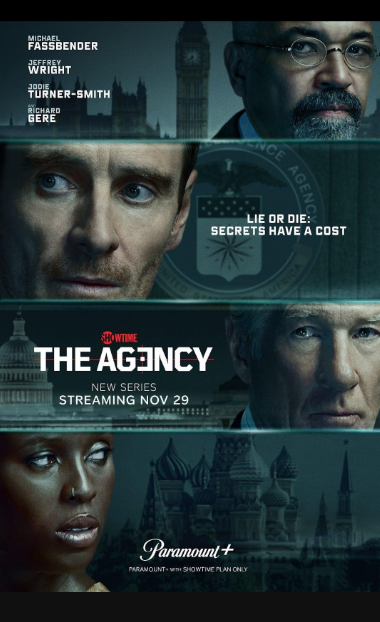 MICHAEL
FASSBENDER
JEFFREY
WRIGHT
JODIE
TURNER-SMITH
AND
RICHARD
GERE
LIE OR DIE:
SECRETS HAVE A COST
SHOWTIME
THE AGENCY
NEW SERIES
STREAMING NOV 29
Paramount+
PARAMOUNT+ WITH SHOWTIME PLAN ONLY